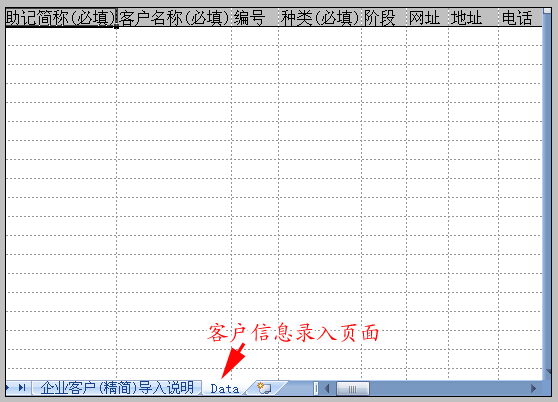 助记简称(必填) 客户名称(必填) 编号 种类(必填) 阶段 网址 地址 电话
客户信息录入页面
企业客户(精简)导入说明 Data